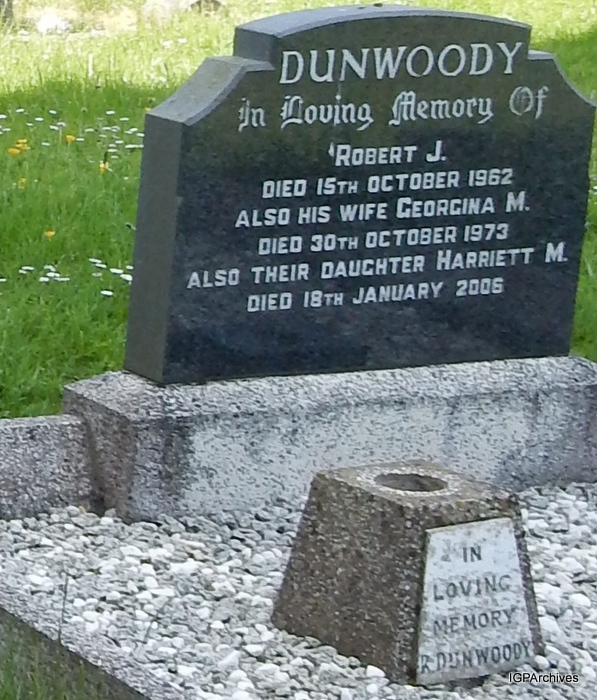 DUNWOODY
In Loving Memory Of
ROBERT J.
DIED 15TH OCTOBER 1962
ALSO HIS WIFE GEORGINA M.
DIED 30TH OCTOBER 1973
ALSO THEIR DAUGHTER HARRIETT M.
DIED 18TH JANUARY 2006
IN
LOVING
MEMORY
R DUNWOODY
IGPArchives